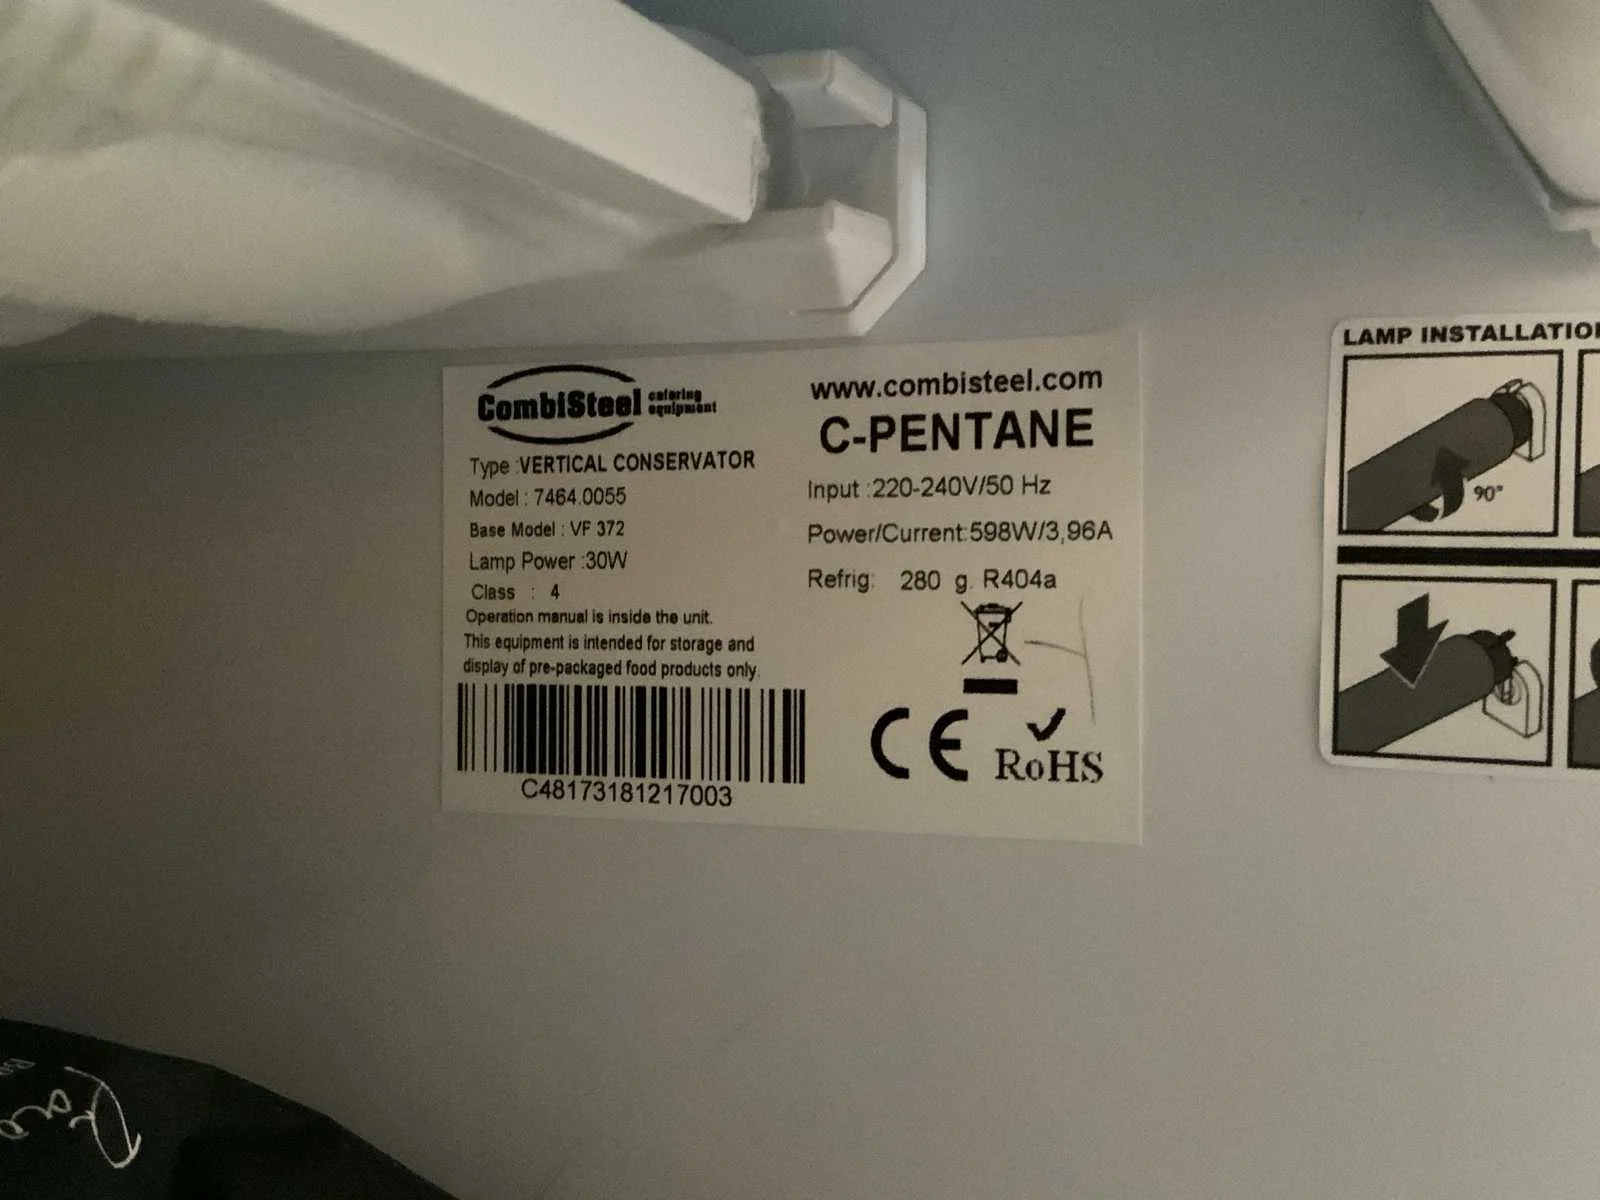 CombiSteel catering equipment
Type :VERTICAL CONSERVATOR
Model : 7464.0055
Base Model : VF 372
Lamp Power :30W
Class : 4
Operation manual is inside the unit.
This equipment is intended for storage and
display of pre-packaged food products only.
C48173181217003
www.combisteel.com
C-PENTANE
Input :220-240V/50 Hz
Power/Current:598W/3,96A
Refrig: 280 g. R404a
CE RoHS
LAMP INSTALLATIO
90°